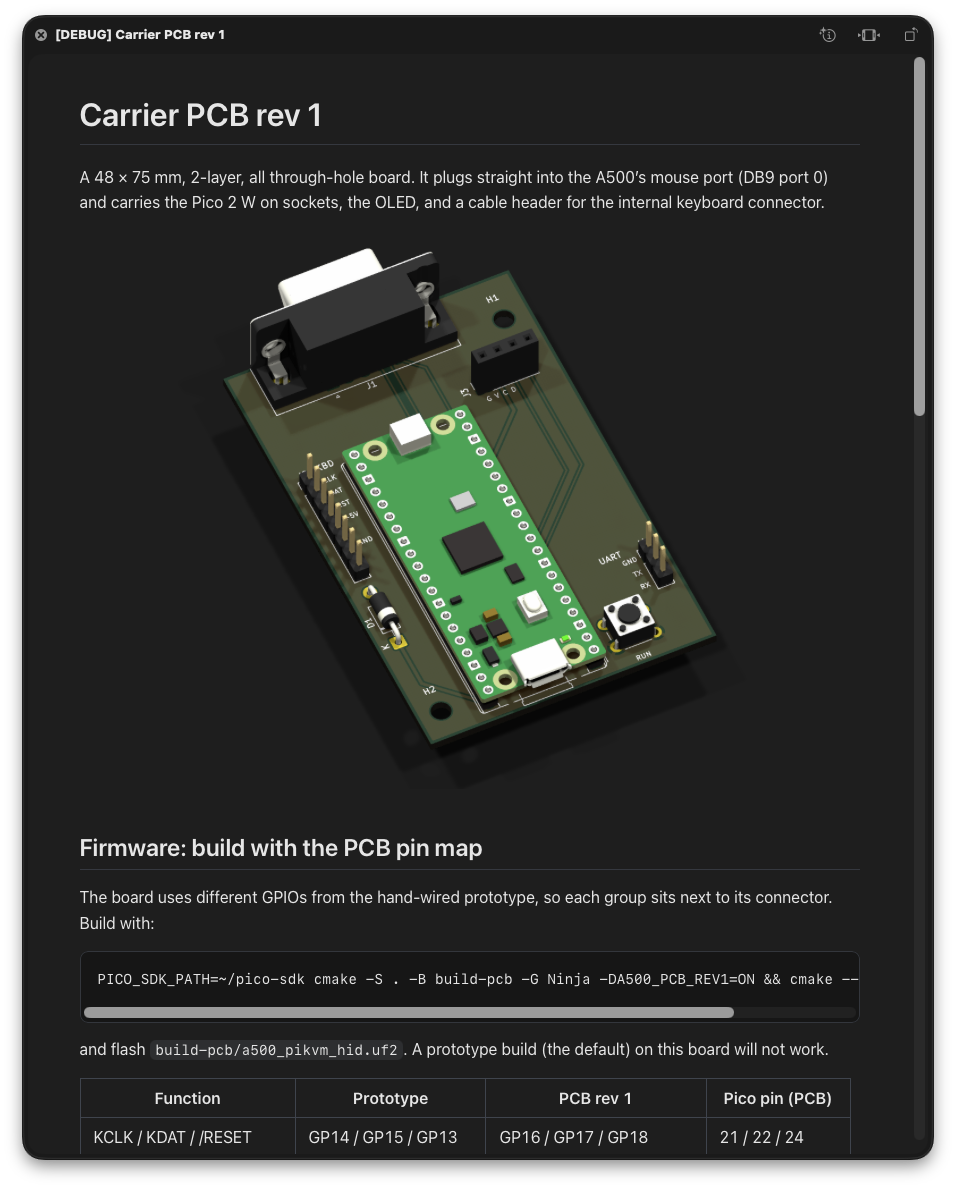 [DEBUG] Carrier PCB rev 1
Carrier PCB rev 1
A 48 × 75 mm, 2-layer, all through-hole board. It plugs straight into the A500’s mouse port (DB9 port 0)
and carries the Pico 2 W on sockets, the OLED, and a cable header for the internal keyboard connector.
H1
J1
J3
G V C D
KBD
UART
GND
TX
RX
D1
K
RUN
H2
Firmware: build with the PCB pin map
The board uses different GPIOs from the hand-wired prototype, so each group sits next to its connector.
Build with:
PICO_SDK_PATH=~/pico-sdk cmake -S . -B build-pcb -G Ninja -DA500_PCB_REV1=ON && cmake --
and flash build-pcb/a500_pikvm_hid.uf2. A prototype build (the default) on this board will not work.
Function Prototype PCB rev 1 Pico pin (PCB)
KCLK / KDAT / /RESET GP14 / GP15 / GP13 GP16 / GP17 / GP18 21 / 22 / 24